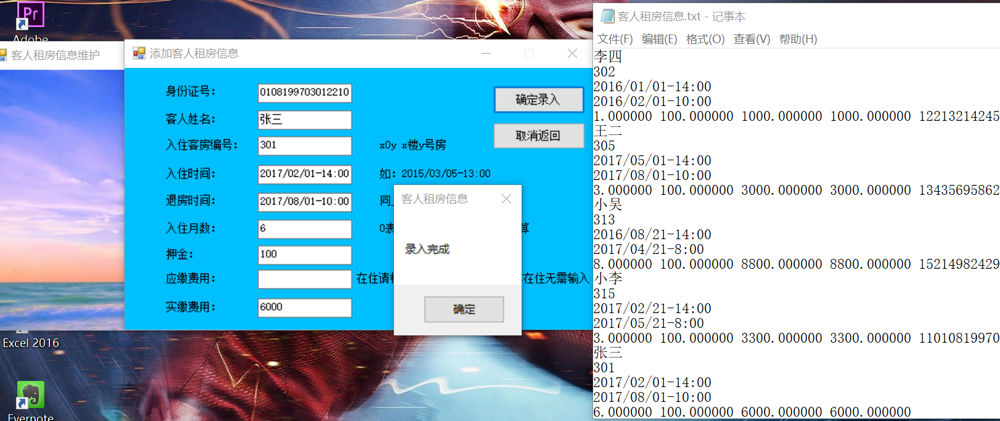 Pr
Adobe
客人租房信息维护
添加客人租房信息
身份证号：
0108199703012210
确定录入
客人姓名：
张三
取消返回
入住客房编号：
301
x0y x楼y号房
入住时间：
2017/02/01-14:00
如：2015/03/05-13:00
退房时间：
2017/08/01-10:00
同
入住月数：
6
0表
算
押金：
100
应缴费用：
在住请
在住无需输入
实缴费用：
6000
客人租房信息
录入完成
确定
Excel 2016
Evernote
客人租房信息.txt - 记事本
文件(F) 编辑(E) 格式(O) 查看(V) 帮助(H)
李四
302
2016/01/01-14:00
2016/02/01-10:00
1.000000 100.000000 1000.000000 1000.000000 12213214245
王二
305
2017/05/01-14:00
2017/08/01-10:00
3.000000 100.000000 3000.000000 3000.000000 13435695862
小吴
313
2016/08/21-14:00
2017/04/21-8:00
8.000000 100.000000 8800.000000 8800.000000 15214982429
小李
315
2017/02/21-14:00
2017/05/21-8:00
3.000000 100.000000 3300.000000 3300.000000 11010819970
张三
301
2017/02/01-14:00
2017/08/01-10:00
6.000000 100.000000 6000.000000 6000.000000